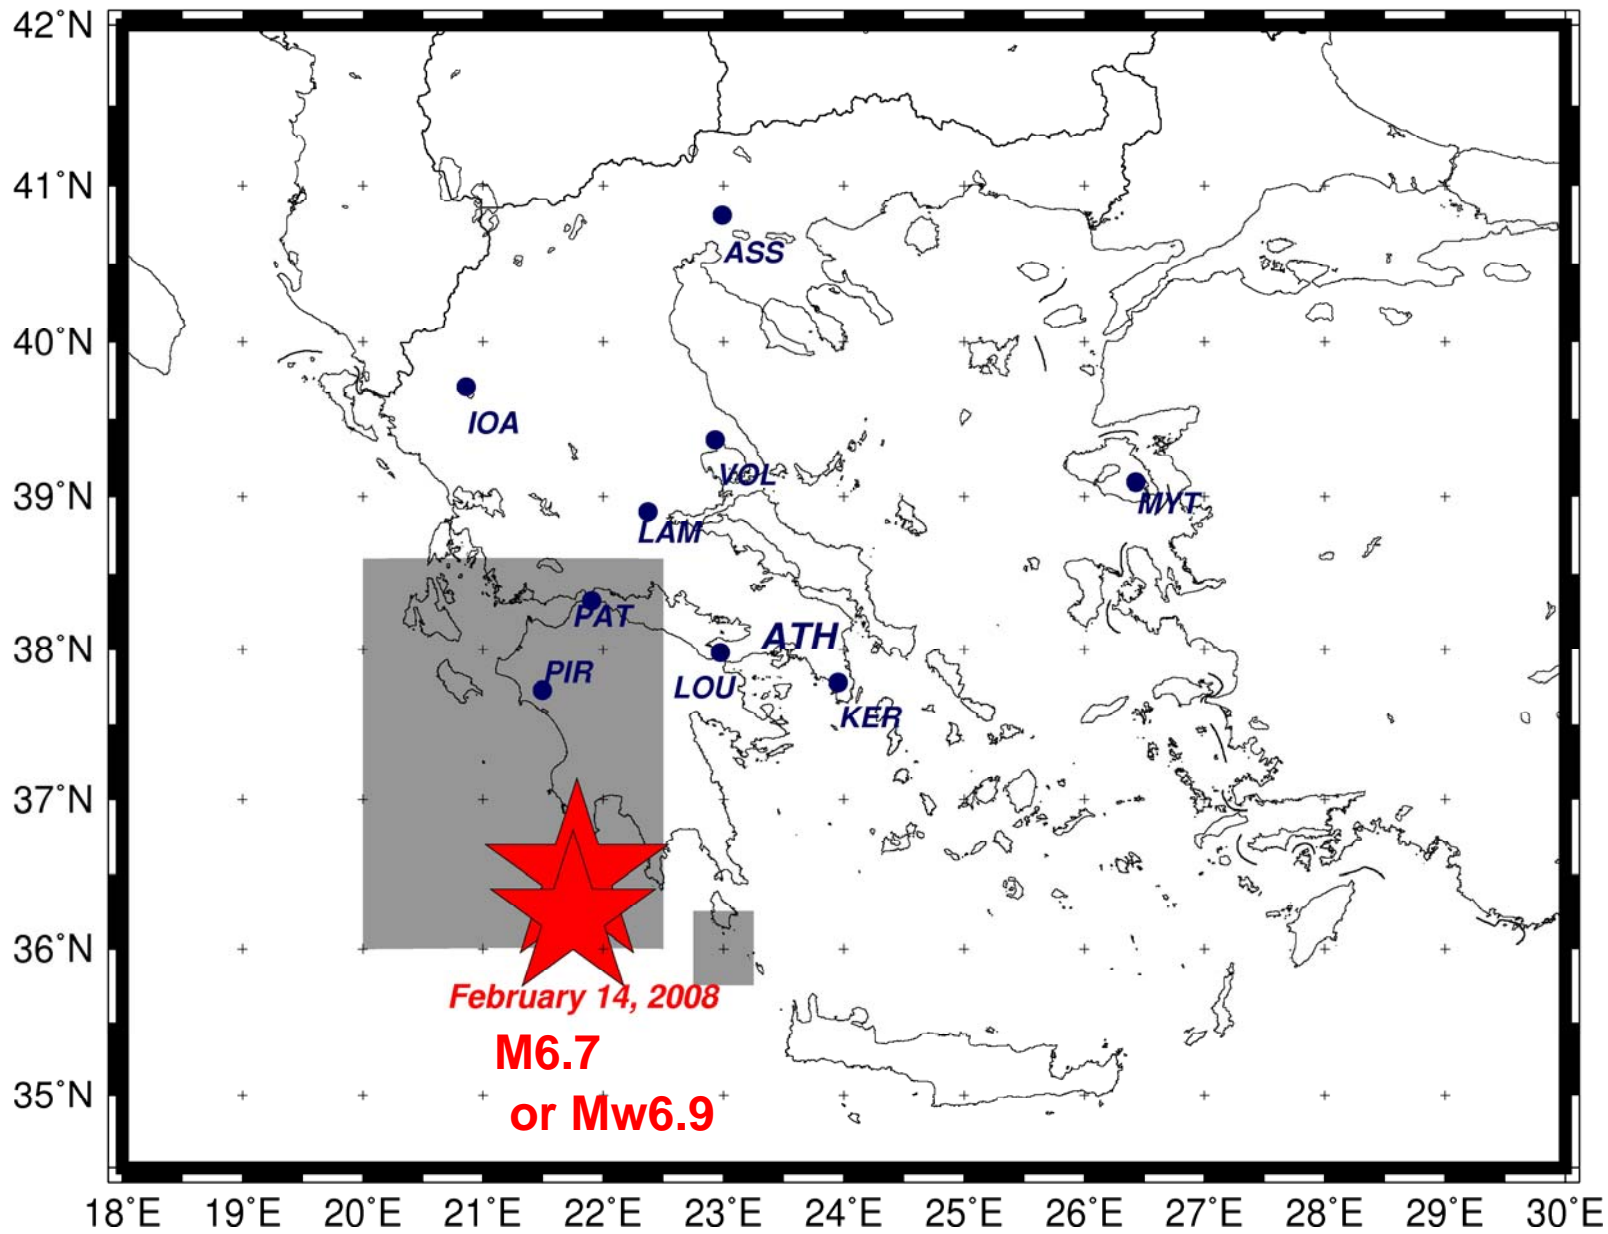 42°N
41°N
ASS
40°N
IOA
VOL
39°N
MYT
LAM
PAT
ATH
38°N
PIR
LOU
KER
37°N
36°N
February 14, 2008
M6.7
35°N
or Mw6.9
18°E 19°E 20°E 21°E 22°E 23°E 24°E 25°E 26°E 27°E 28°E 29°E 30°E